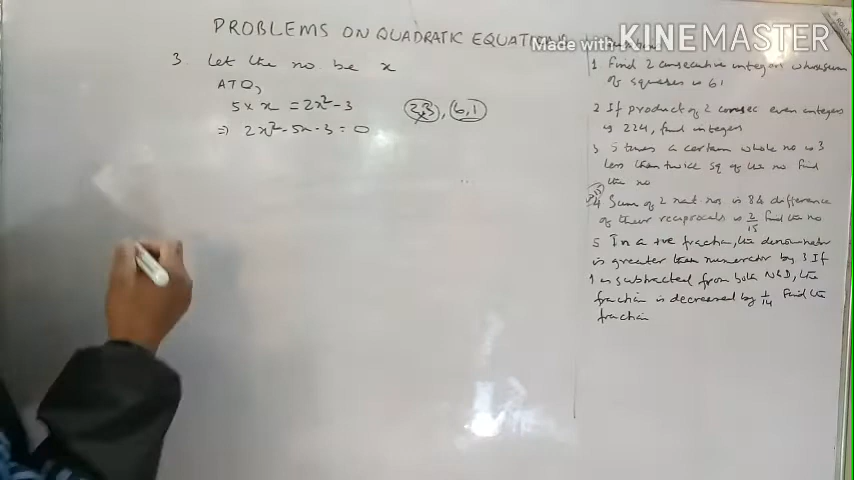 PROBLEMS ON QUADRATIC EQUATIONS
Made with KINEMASTER
3. Let the no be x
ATQ,
5 × x = 2x² - 3
⇒ 2x² - 5x - 3 = 0
2,3, 6,1
1 Find 2 consecutive integers whose sum
of squares is 61
2 If product of 2 consec even integers
is 224, find integers
3 5 times a certain whole no is 3
less than twice sq of the no find
the no
4 Sum of 2 nat. nos. is 8 & difference
of their reciprocals is 2/15 find the no
5 In a +ve fraction, the denominator
is greater than numerator by 3 If
1 is subtracted from both N & D, the
fraction is decreased by 1/14 Find the
fraction